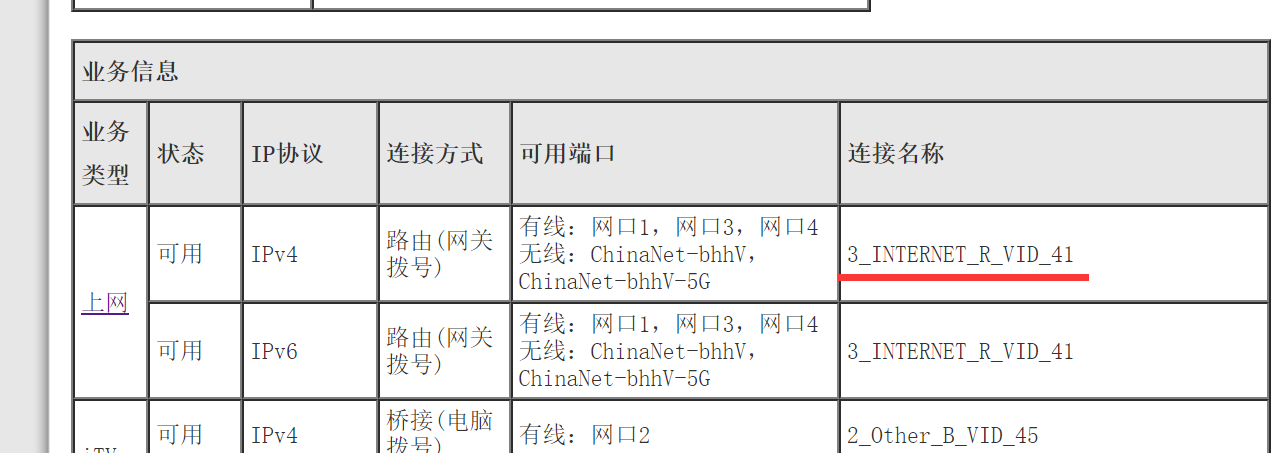 业务信息
业务
类型
状态
IP协议
连接方式
可用端口
连接名称
上网
可用
IPv4
路由(网关
拨号)
有线: 网口1, 网口3, 网口4
无线: ChinaNet-bhhV,
ChinaNet-bhhV-5G
3_INTERNET_R_VID_41
可用
IPv6
路由(网关
拨号)
有线: 网口1, 网口3, 网口4
无线: ChinaNet-bhhV,
ChinaNet-bhhV-5G
3_INTERNET_R_VID_41
可用
IPv4
桥接(电脑
拨号)
有线: 网口2
2_Other_B_VID_45